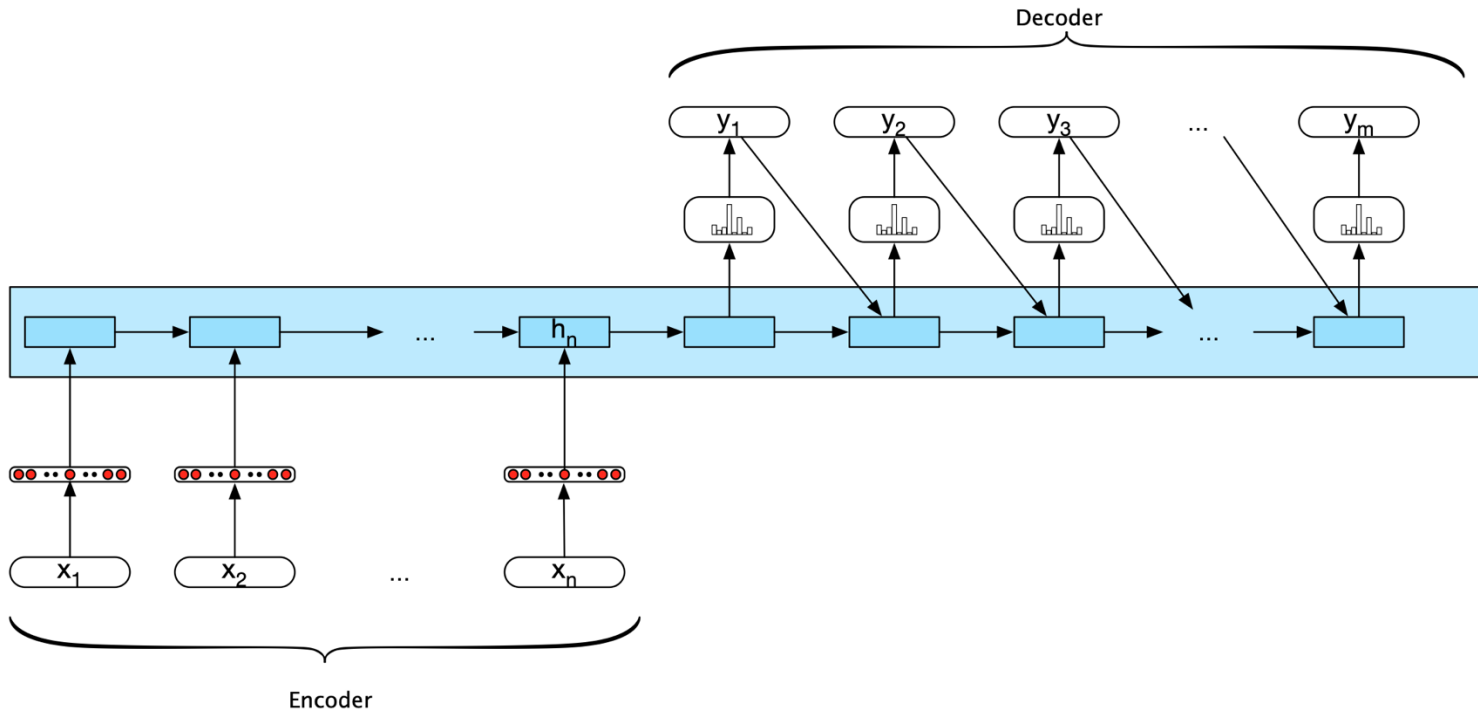 Decoder
y₁ y₂ y₃ ... yₘ
... hₙ ...
x₁ x₂ ... xₙ
Encoder